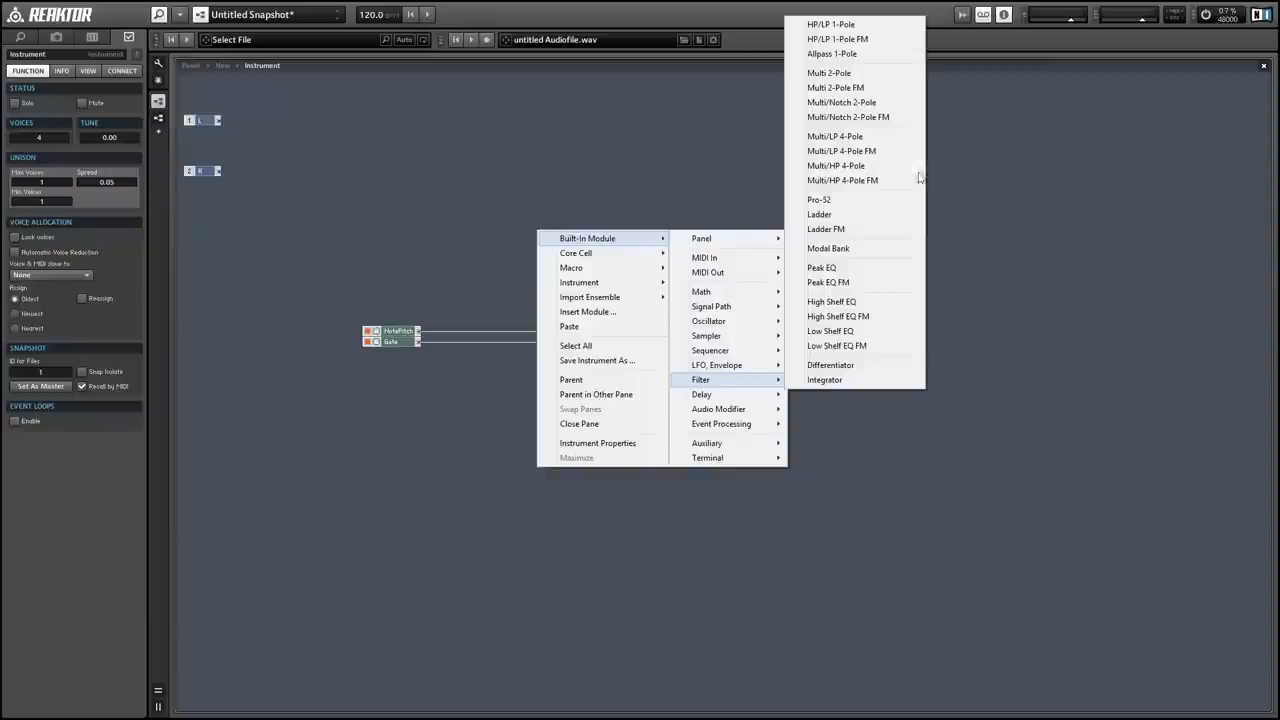 REAKTOR
Untitled Snapshot*
120.0
0.7 %
48000
Select File
Auto
untitled Audiofile.wav
Instrument
Instrument
FUNCTION
INFO
VIEW
CONNECT
Panel
New
Instrument
STATUS
Solo
Mute
VOICES
TUNE
4
0.00
UNISON
Max Voices
Spread
1
0.05
Min Voices
1
VOICE ALLOCATION
Lock voices
Automatic Voice Reduction
Voice & MIDI slave to
None
Assign
Oldest
Reassign
Newest
Nearest
SNAPSHOT
ID for Files
1
Snap Isolate
Set As Master
Recall by MIDI
EVENT LOOPS
Enable
1 L
2 R
NotePitch
Gate
Built-In Module
Core Cell
Macro
Instrument
Import Ensemble
Insert Module ...
Paste
Select All
Save Instrument As ...
Parent
Parent in Other Pane
Swap Panes
Close Pane
Instrument Properties
Maximize
Panel
MIDI In
MIDI Out
Math
Signal Path
Oscillator
Sampler
Sequencer
LFO, Envelope
Filter
Delay
Audio Modifier
Event Processing
Auxiliary
Terminal
HP/LP 1-Pole
HP/LP 1-Pole FM
Allpass 1-Pole
Multi 2-Pole
Multi 2-Pole FM
Multi/Notch 2-Pole
Multi/Notch 2-Pole FM
Multi/LP 4-Pole
Multi/LP 4-Pole FM
Multi/HP 4-Pole
Multi/HP 4-Pole FM
Pro-52
Ladder
Ladder FM
Modal Bank
Peak EQ
Peak EQ FM
High Shelf EQ
High Shelf EQ FM
Low Shelf EQ
Low Shelf EQ FM
Differentiator
Integrator